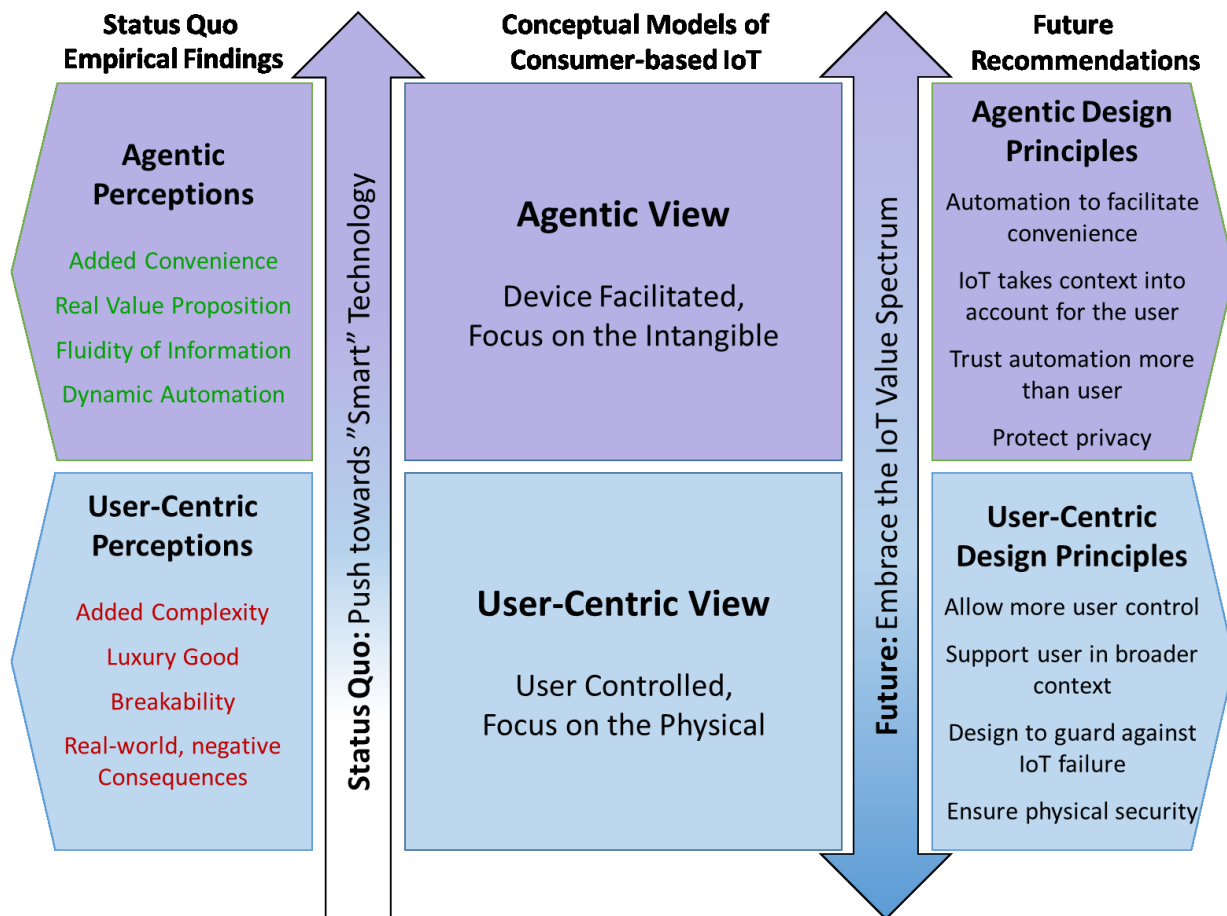 Status Quo
Empirical Findings
Conceptual Models of
Consumer-based IoT
Future
Recommendations
Agentic
Perceptions
Added Convenience
Real Value Proposition
Fluidity of Information
Dynamic Automation
User-Centric
Perceptions
Added Complexity
Luxury Good
Breakability
Real-world, negative
Consequences
Status Quo: Push towards ”Smart” Technology
Agentic View
Device Facilitated,
Focus on the Intangible
User-Centric View
User Controlled,
Focus on the Physical
Future: Embrace the IoT Value Spectrum
Agentic Design
Principles
Automation to facilitate
convenience
IoT takes context into
account for the user
Trust automation more
than user
Protect privacy
User-Centric
Design Principles
Allow more user control
Support user in broader
context
Design to guard against
IoT failure
Ensure physical security